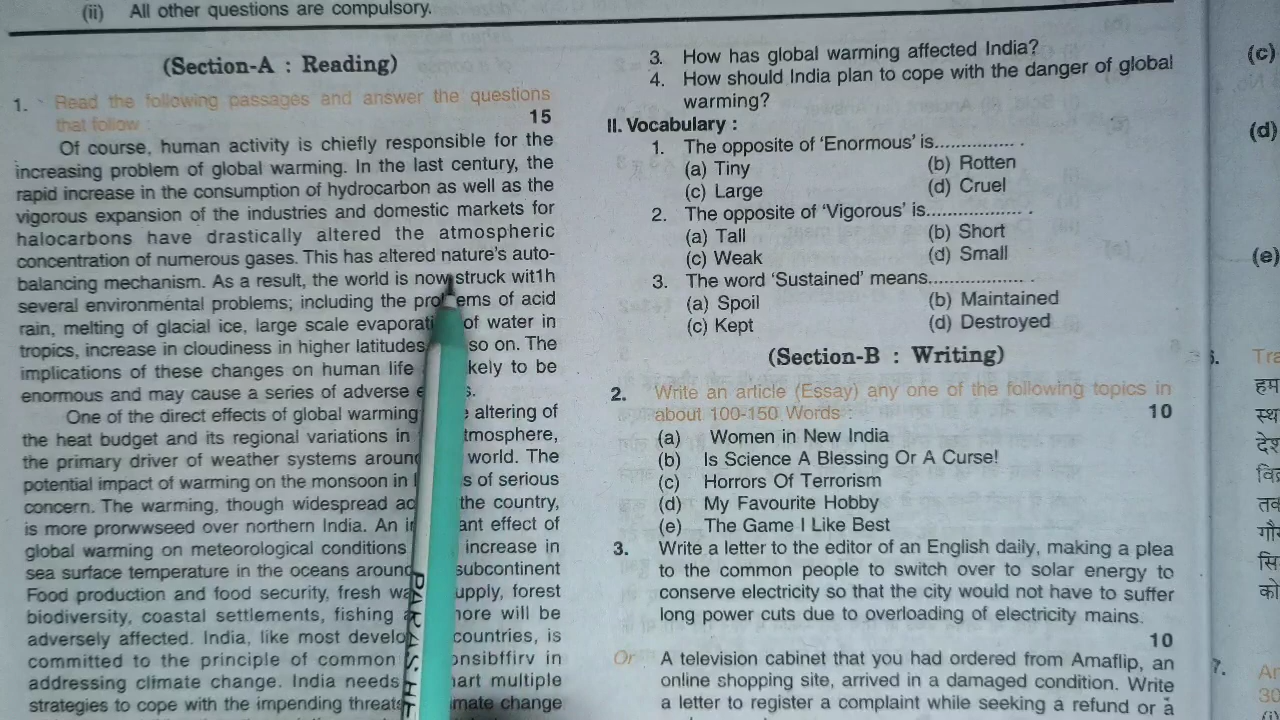 (ii) All other questions are compulsory.
(Section-A : Reading)
1. Read the following passages and answer the questions
that follow :
15
Of course, human activity is chiefly responsible for the
increasing problem of global warming. In the last century, the
rapid increase in the consumption of hydrocarbon as well as the
vigorous expansion of the industries and domestic markets for
halocarbons have drastically altered the atmospheric
concentration of numerous gases. This has altered nature's auto-
balancing mechanism. As a result, the world is now struck wit1h
several environmental problems; including the pro ems of acid
rain, melting of glacial ice, large scale evaporati of water in
tropics, increase in cloudiness in higher latitudes so on. The
implications of these changes on human life kely to be
enormous and may cause a series of adverse e s.
One of the direct effects of global warming altering of
the heat budget and its regional variations in tmosphere,
the primary driver of weather systems aroun world. The
potential impact of warming on the monsoon in s of serious
concern. The warming, though widespread ac the country,
is more prorwwseed over northern India. An i ant effect of
global warming on meteorological conditions increase in
sea surface temperature in the oceans around subcontinent
Food production and food security, fresh wa upply, forest
biodiversity, coastal settlements, fishing more will be
adversely affected. India, like most develo countries, is
committed to the principle of common onsibffirv in
addressing climate change. India needs art multiple
strategies to cope with the impending threats mate change
PARAS HE
3. How has global warming affected India?
4. How should India plan to cope with the danger of global
warming?
II. Vocabulary :
1. The opposite of 'Enormous' is............... .
(a) Tiny (b) Rotten
(c) Large (d) Cruel
2. The opposite of 'Vigorous' is................. .
(a) Tall (b) Short
(c) Weak (d) Small
3. The word 'Sustained' means.................. .
(a) Spoil (b) Maintained
(c) Kept (d) Destroyed
(Section-B : Writing)
2. Write an article (Essay) any one of the following topics in
about 100-150 Words :
10
(a) Women in New India
(b) Is Science A Blessing Or A Curse!
(c) Horrors Of Terrorism
(d) My Favourite Hobby
(e) The Game I Like Best
3. Write a letter to the editor of an English daily, making a plea
to the common people to switch over to solar energy to
conserve electricity so that the city would not have to suffer
long power cuts due to overloading of electricity mains.
10
Or A television cabinet that you had ordered from Amaflip, an
online shopping site, arrived in a damaged condition. Write
a letter to register a complaint while seeking a refund or a
(c)
(d)
(e)
6. Tra
हम
स्थ
देश
विद्र
तक
गौर
सि
को
7. An
30